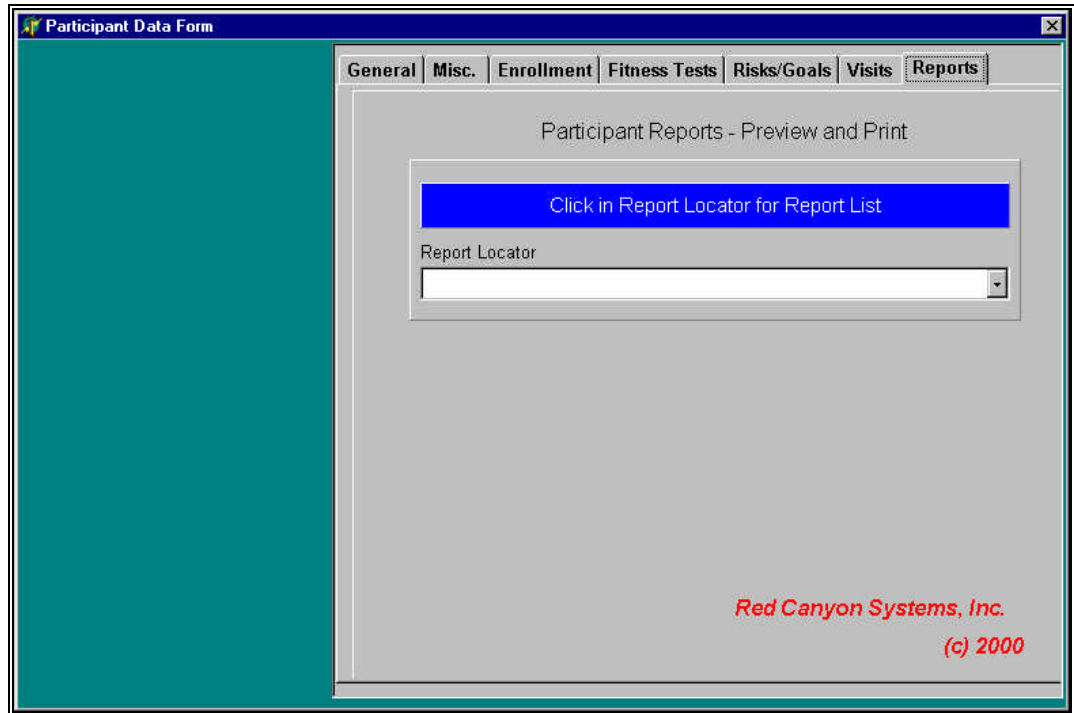 Participant Data Form
General Misc. Enrollment Fitness Tests Risks/Goals Visits Reports
Participant Reports - Preview and Print
Click in Report Locator for Report List
Report Locator
Red Canyon Systems, Inc.
(c) 2000